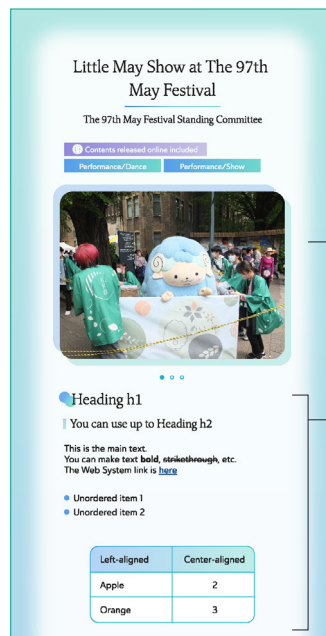 Little May Show at The 97th
May Festival
The 97th May Festival Standing Committee
Contents released online included
Performance/Dance Performance/Show
Heading h1
You can use up to Heading h2
This is the main text.
You can make text bold, strikethrough, etc.
The Web System link is here
Unordered item 1
Unordered item 2
Left-aligned Center-aligned
Apple 2
Orange 3